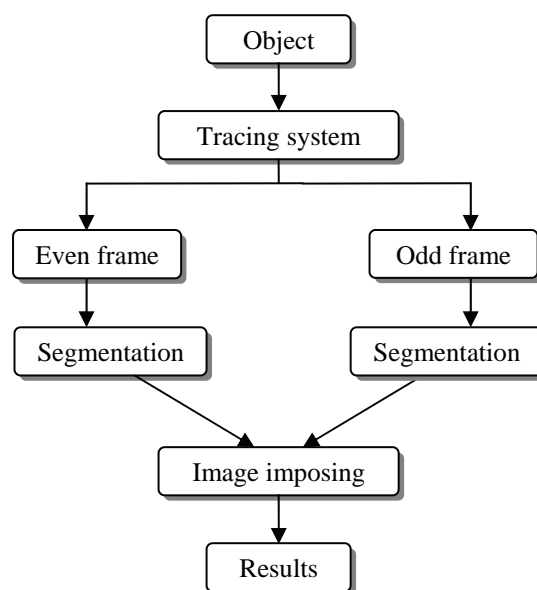 Object
Tracing system
Even frame
Odd frame
Segmentation
Segmentation
Image imposing
Results